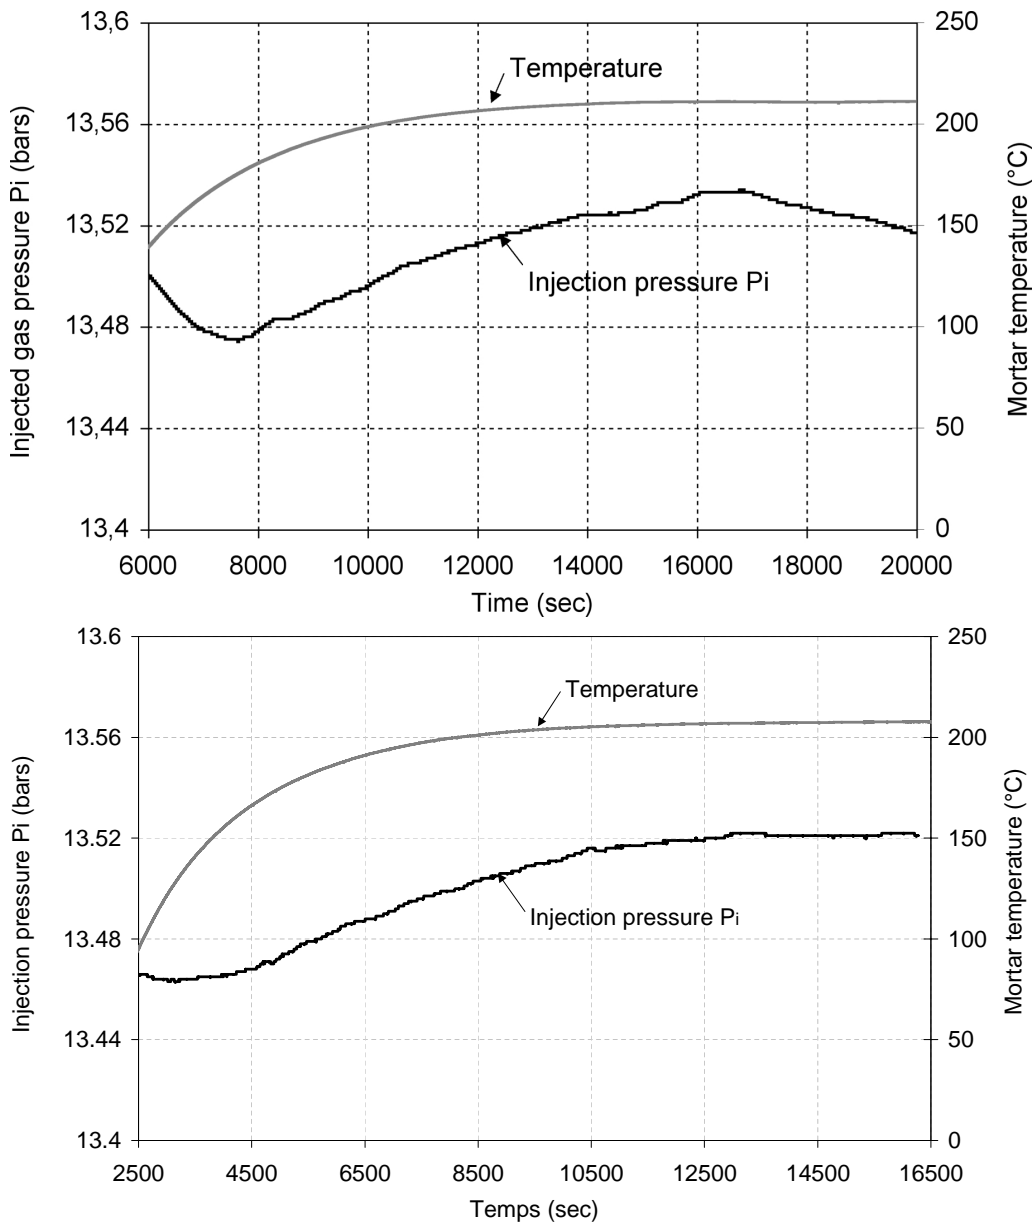 13,6
250
Temperature
13,56
200
13,52
150
Injection pressure Pi
13,48
100
13,44
50
13,4
0
6000 8000 10000 12000 14000 16000 18000 20000
Time (sec)
Injected gas pressure Pi (bars)
Mortar temperature (°C)
13.6
250
Temperature
13.56
200
13.52
150
Injection pressure Pi
13.48
100
13.44
50
13.4
0
2500 4500 6500 8500 10500 12500 14500 16500
Temps (sec)
Injection pressure Pi (bars)
Mortar temperature (°C)